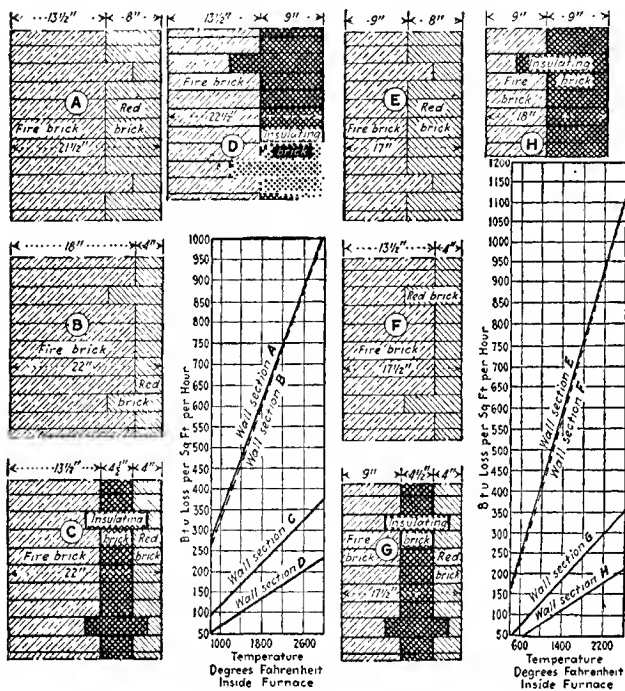 13½" 8"
A
Fire brick
Red brick
21½"
13½" 9"
Fire brick
22½"
D
Insulating brick
9" 8"
E
Fire brick
Red brick
17"
9" 9"
Insulating brick
Fire brick
18"
H
18" 4"
B
Fire brick
22"
Red brick
13½" 4"
Red brick
F
Fire brick
17½"
13½" 4½" 4"
C
Insulating brick
Fire brick
Red brick
22"
9" 4½" 4"
Insulating brick
Fire brick
G
Red brick
17½"
Btu Loss per Sq Ft per Hour
1000
950
900
850
800
750
700
650
600
550
500
450
400
350
300
250
200
150
100
50
Wall section A
Wall section B
Wall section C
Wall section D
800 1800 2600
Temperature
Degrees Fahrenheit
Inside Furnace
Btu Loss per Sq Ft per Hour
1200
1100
1050
1000
950
900
850
800
750
700
650
600
550
500
450
400
350
300
250
200
150
100
50
Wall section E
Wall section F
Wall section G
Wall section H
600 1400 2200
Temperature
Degrees Fahrenheit
Inside Furnace